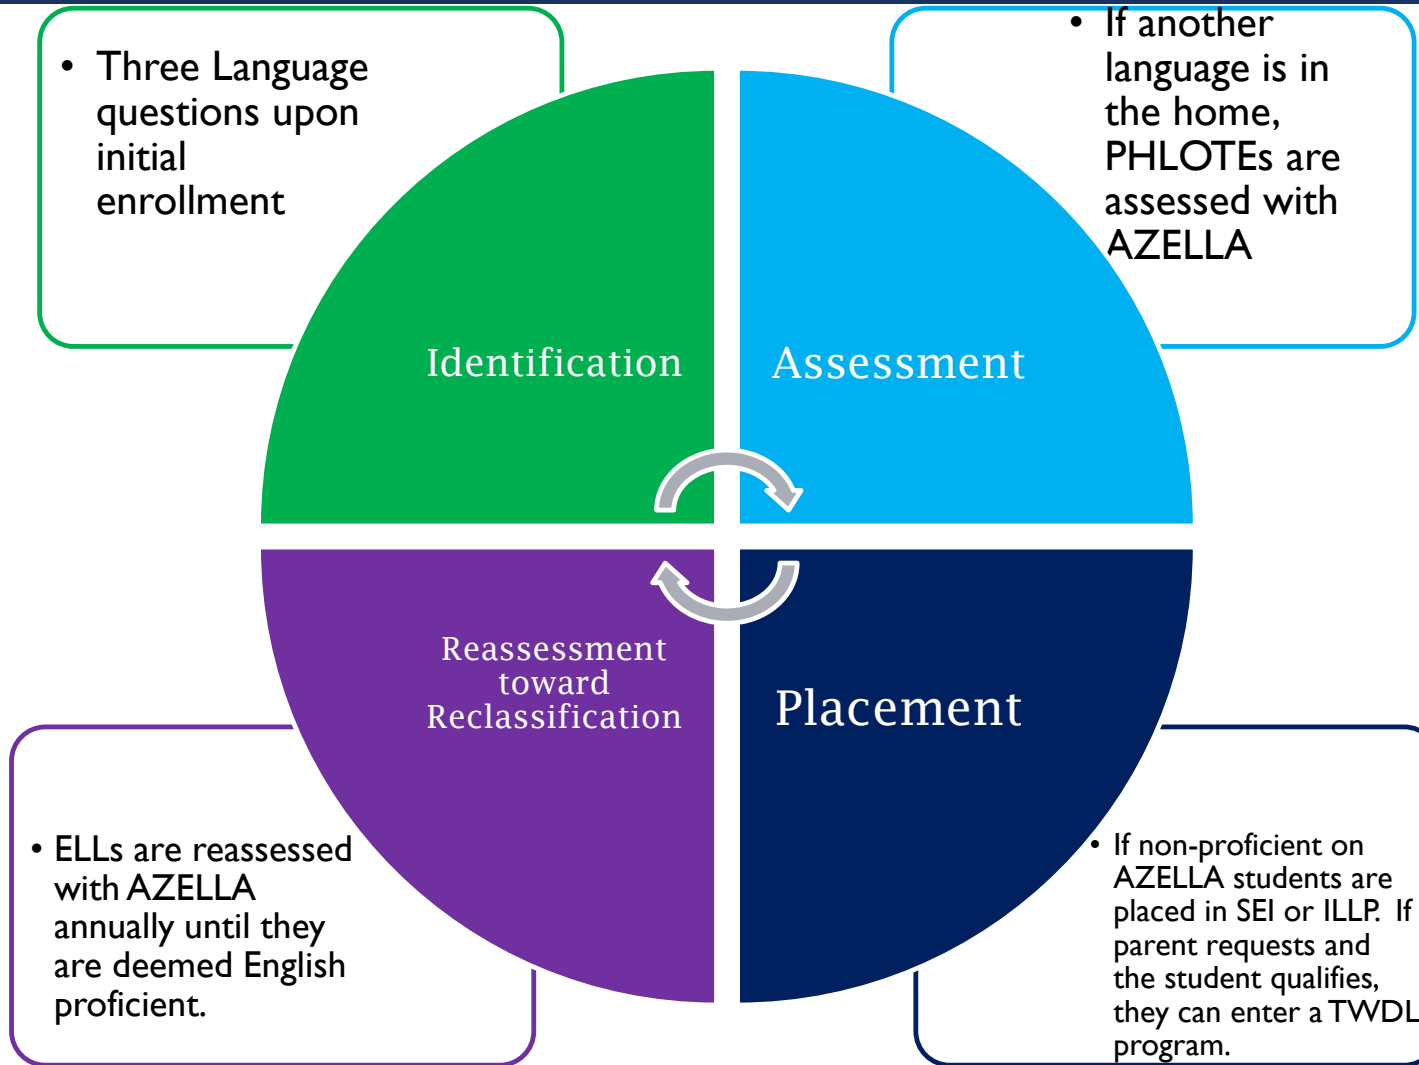 • Three Language
questions upon
initial
enrollment
• If another
language is in
the home,
PHLOTEs are
assessed with
AZELLA
Identification
Assessment
Reassessment
toward
Reclassification
Placement
• ELLs are reassessed
with AZELLA
annually until they
are deemed English
proficient.
• If non-proficient on
AZELLA students are
placed in SEI or ILLP.  If
parent requests and
the student qualifies,
they can enter a TWDL
program.